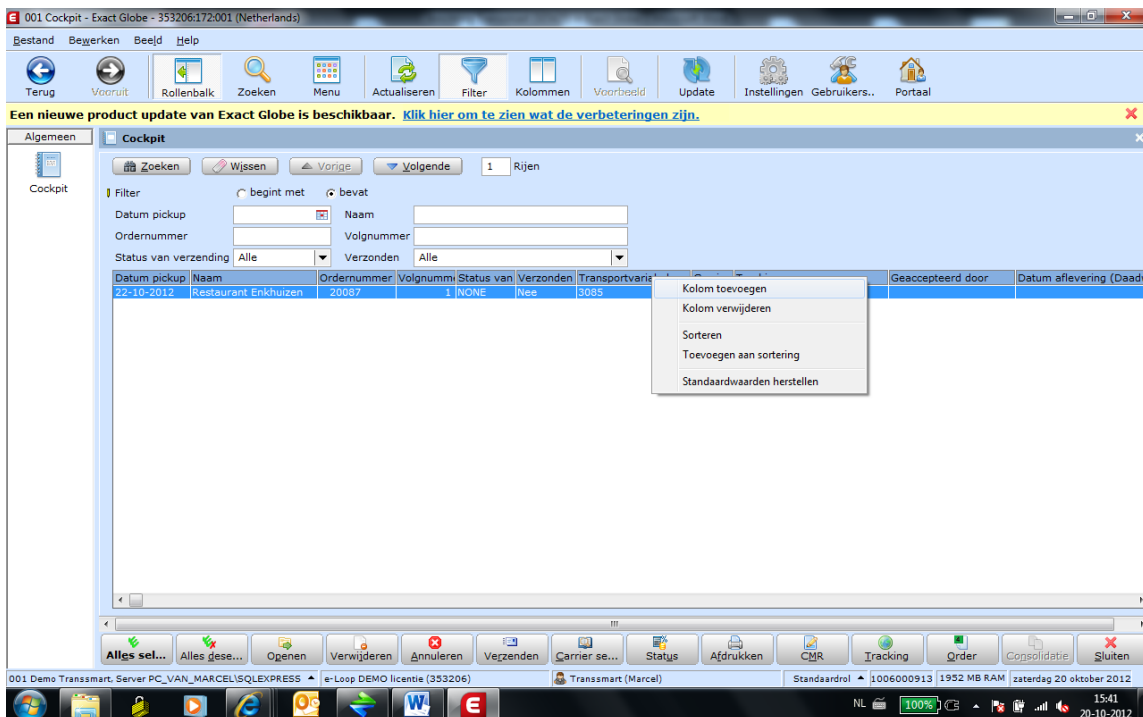 001 Cockpit - Exact Globe - 353206:172:001 (Netherlands)
Bestand Bewerken Beeld Help
Terug Vooruit Rollenbalk Zoeken Menu Actualiseren Filter Kolommen Voorbeeld Update Instellingen Gebruikers.. Portaal
Een nieuwe product update van Exact Globe is beschikbaar. Klik hier om te zien wat de verbeteringen zijn.
Algemeen
Cockpit
Cockpit
Zoeken Wissen Vorige Volgende 1 Rijen
Filter begint met bevat
Datum pickup Naam
Ordernummer Volgnummer
Status van verzending Alle Verzonden Alle
Datum pickup Naam Ordernummer Status van Verzonden Geaccepteerd door Datum aflevering
22-10-2012 Restaurant Enkhuizen 20087 1 NONE Nee 3085
Kolom toevoegen
Kolom verwijderen
Sorteren
Toevoegen aan sortering
Standaardwaarden herstellen
Alles sel... Alles dese... Openen Verwijderen Annuleren Verzenden Carrier se... Status Afdrukken CMR Tracking Order Consolidatie Sluiten
001 Demo Transsmart, Server PC_VAN_MARCEL\SQLEXPRESS e-Loop DEMO licentie (353206) Transsmart (Marcel) Standaardrol 1006000913 1952 MB RAM zaterdag 20 oktober 2012
NL 100% 15:41
20-10-2012